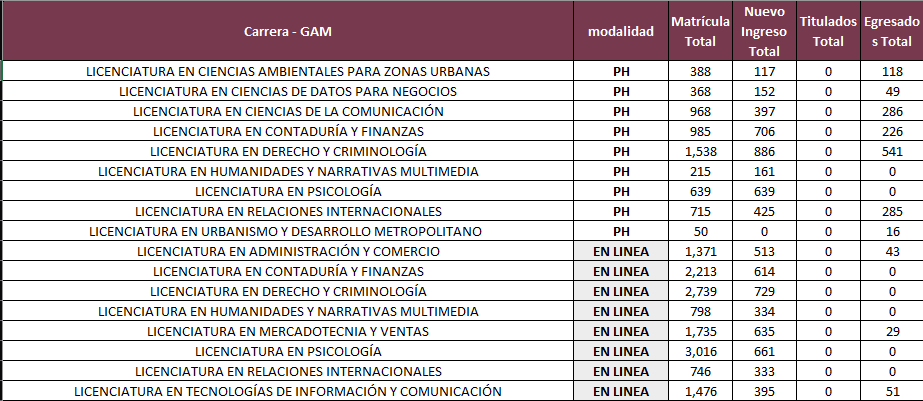 Carrera - GAM modalidad Matrícula Total Nuevo Ingreso Total Titulados Total Egresados Total
LICENCIATURA EN CIENCIAS AMBIENTALES PARA ZONAS URBANAS PH 388 117 0 118
LICENCIATURA EN CIENCIAS DE DATOS PARA NEGOCIOS PH 368 152 0 49
LICENCIATURA EN CIENCIAS DE LA COMUNICACIÓN PH 968 397 0 286
LICENCIATURA EN CONTADURÍA Y FINANZAS PH 985 706 0 226
LICENCIATURA EN DERECHO Y CRIMINOLOGÍA PH 1,538 886 0 541
LICENCIATURA EN HUMANIDADES Y NARRATIVAS MULTIMEDIA PH 215 161 0 0
LICENCIATURA EN PSICOLOGÍA PH 639 639 0 0
LICENCIATURA EN RELACIONES INTERNACIONALES PH 715 425 0 285
LICENCIATURA EN URBANISMO Y DESARROLLO METROPOLITANO PH 50 0 0 16
LICENCIATURA EN ADMINISTRACIÓN Y COMERCIO EN LINEA 1,371 513 0 43
LICENCIATURA EN CONTADURÍA Y FINANZAS EN LINEA 2,213 614 0 0
LICENCIATURA EN DERECHO Y CRIMINOLOGÍA EN LINEA 2,739 729 0 0
LICENCIATURA EN HUMANIDADES Y NARRATIVAS MULTIMEDIA EN LINEA 798 334 0 0
LICENCIATURA EN MERCADOTECNIA Y VENTAS EN LINEA 1,735 635 0 29
LICENCIATURA EN PSICOLOGÍA EN LINEA 3,016 661 0 0
LICENCIATURA EN RELACIONES INTERNACIONALES EN LINEA 746 333 0 0
LICENCIATURA EN TECNOLOGÍAS DE INFORMACIÓN Y COMUNICACIÓN EN LINEA 1,476 395 0 51